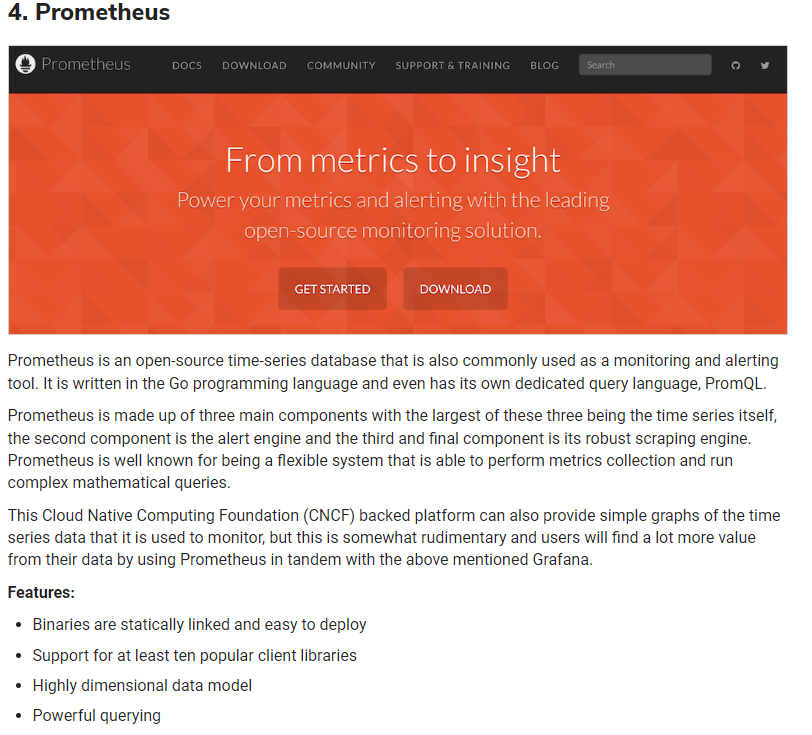 4. Prometheus
Prometheus DOCS DOWNLOAD COMMUNITY SUPPORT & TRAINING BLOG Search
From metrics to insight
Power your metrics and alerting with the leading
open-source monitoring solution.
GET STARTED DOWNLOAD
Prometheus is an open-source time-series database that is also commonly used as a monitoring and alerting
tool. It is written in the Go programming language and even has its own dedicated query language, PromQL.
Prometheus is made up of three main components with the largest of these three being the time series itself,
the second component is the alert engine and the third and final component is its robust scraping engine.
Prometheus is well known for being a flexible system that is able to perform metrics collection and run
complex mathematical queries.
This Cloud Native Computing Foundation (CNCF) backed platform can also provide simple graphs of the time
series data that it is used to monitor, but this is somewhat rudimentary and users will find a lot more value
from their data by using Prometheus in tandem with the above mentioned Grafana.
Features:
• Binaries are statically linked and easy to deploy
• Support for at least ten popular client libraries
• Highly dimensional data model
• Powerful querying